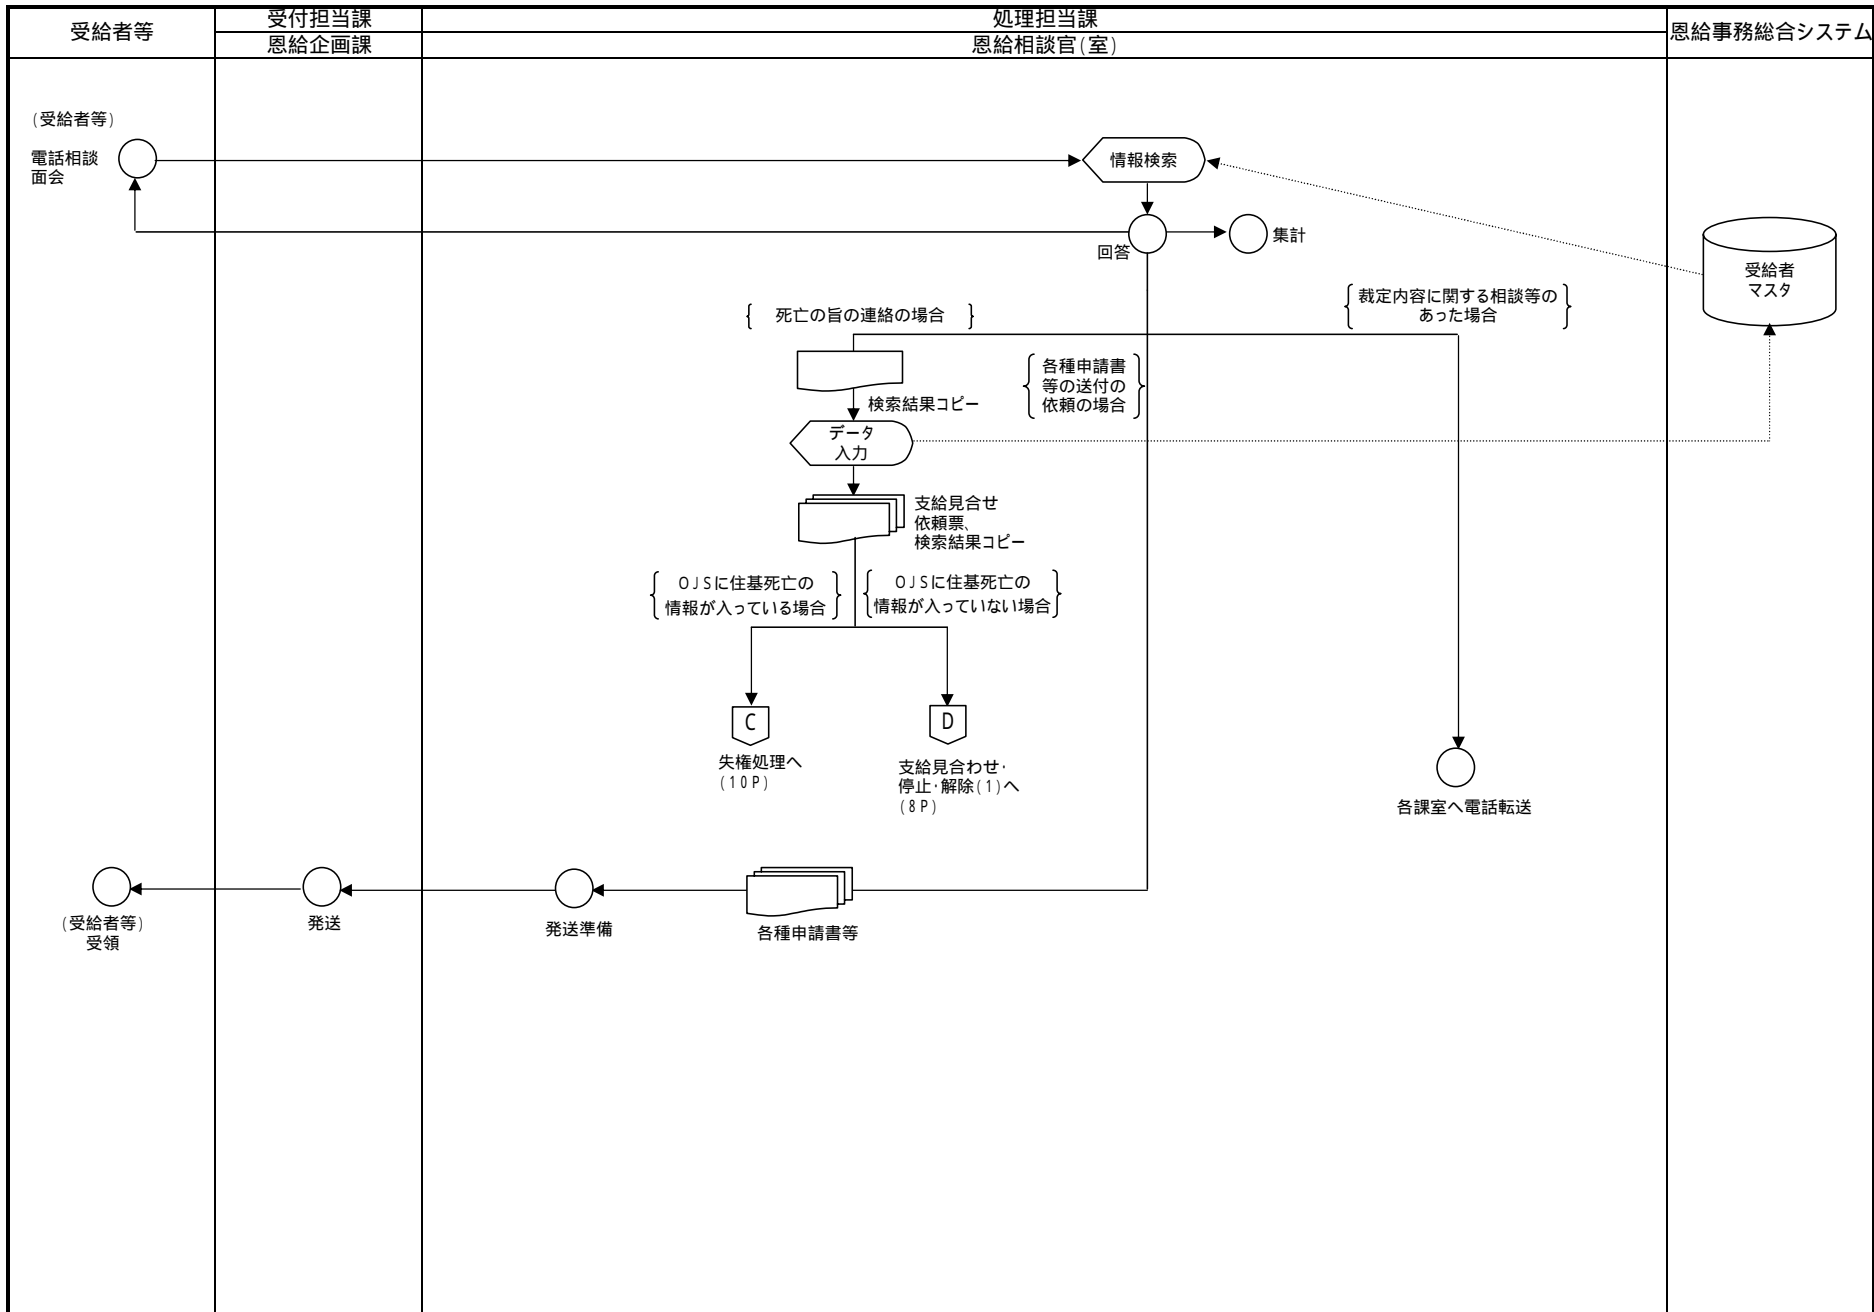 受給者等
受付担当課
恩給企画課
処理担当課
恩給相談官(室)
恩給事務総合システム
(受給者等)
電話相談
面会
情報検索
回答
集計
受給者
マスタ
死亡の旨の連絡の場合
裁定内容に関する相談等の
あった場合
各種申請書
等の送付の
依頼の場合
検索結果コピー
データ
入力
支給見合せ
依頼票、
検索結果コピー
OJSに住基死亡の
情報が入っている場合
OJSに住基死亡の
情報が入っていない場合
C
失権処理へ
(10P)
D
支給見合わせ・
停止・解除(1)へ
(8P)
各課室へ電話転送
(受給者等)
受領
発送
発送準備
各種申請書等